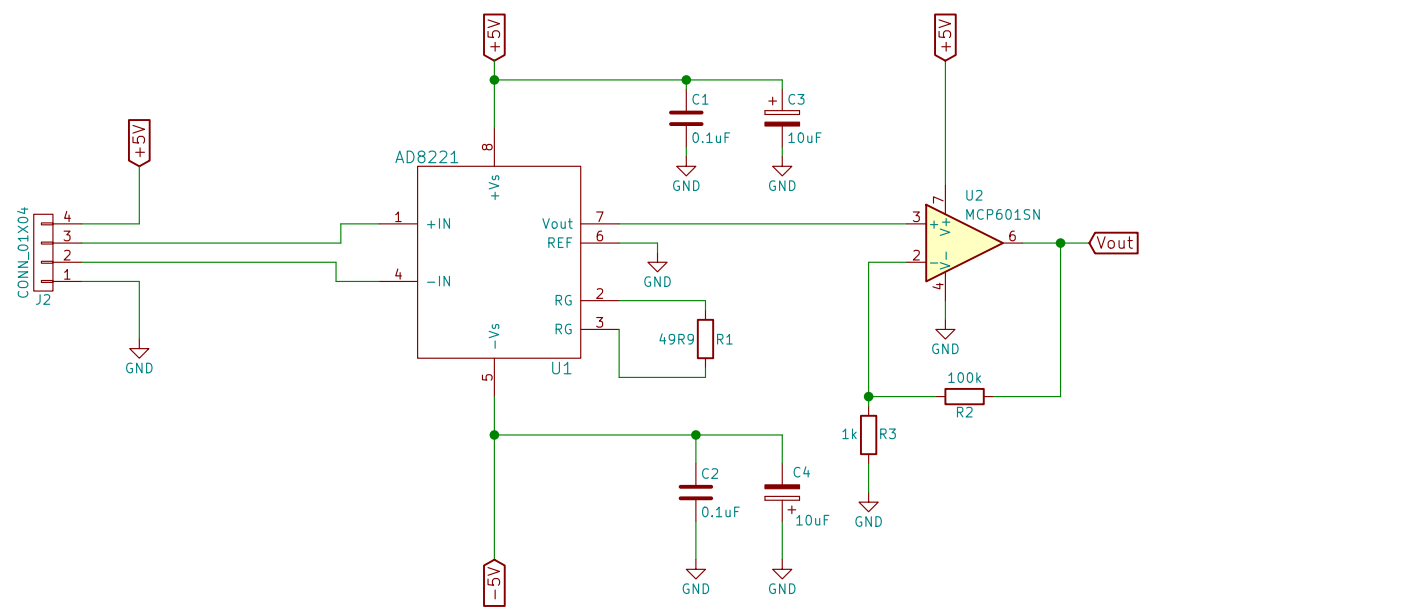 +5V
+5V
+5V
C1
0.1uF
GND
+
C3
10uF
GND
CONN_01X04
4
3
2
1
J2
GND
AD8221
8
+Vs
1
+IN
4
-IN
Vout
7
REF
6
GND
RG
2
RG
3
-Vs
5
U1
49R9
R1
U2
MCP601SN
7
3
+
V+
2
-
V-
4
6
Vout
GND
100k
R2
1k
R3
GND
C2
0.1uF
GND
C4
+
10uF
GND
-5V